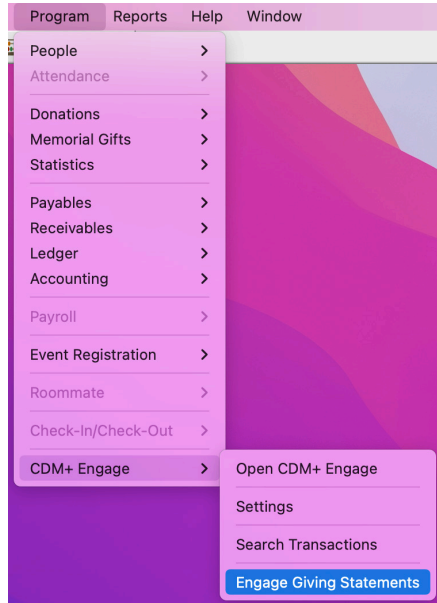 Program Reports Help Window
People
Attendance
Donations
Memorial Gifts
Statistics
Payables
Receivables
Ledger
Accounting
Payroll
Event Registration
Roommate
Check-In/Check-Out
CDM+ Engage
Open CDM+ Engage
Settings
Search Transactions
Engage Giving Statements